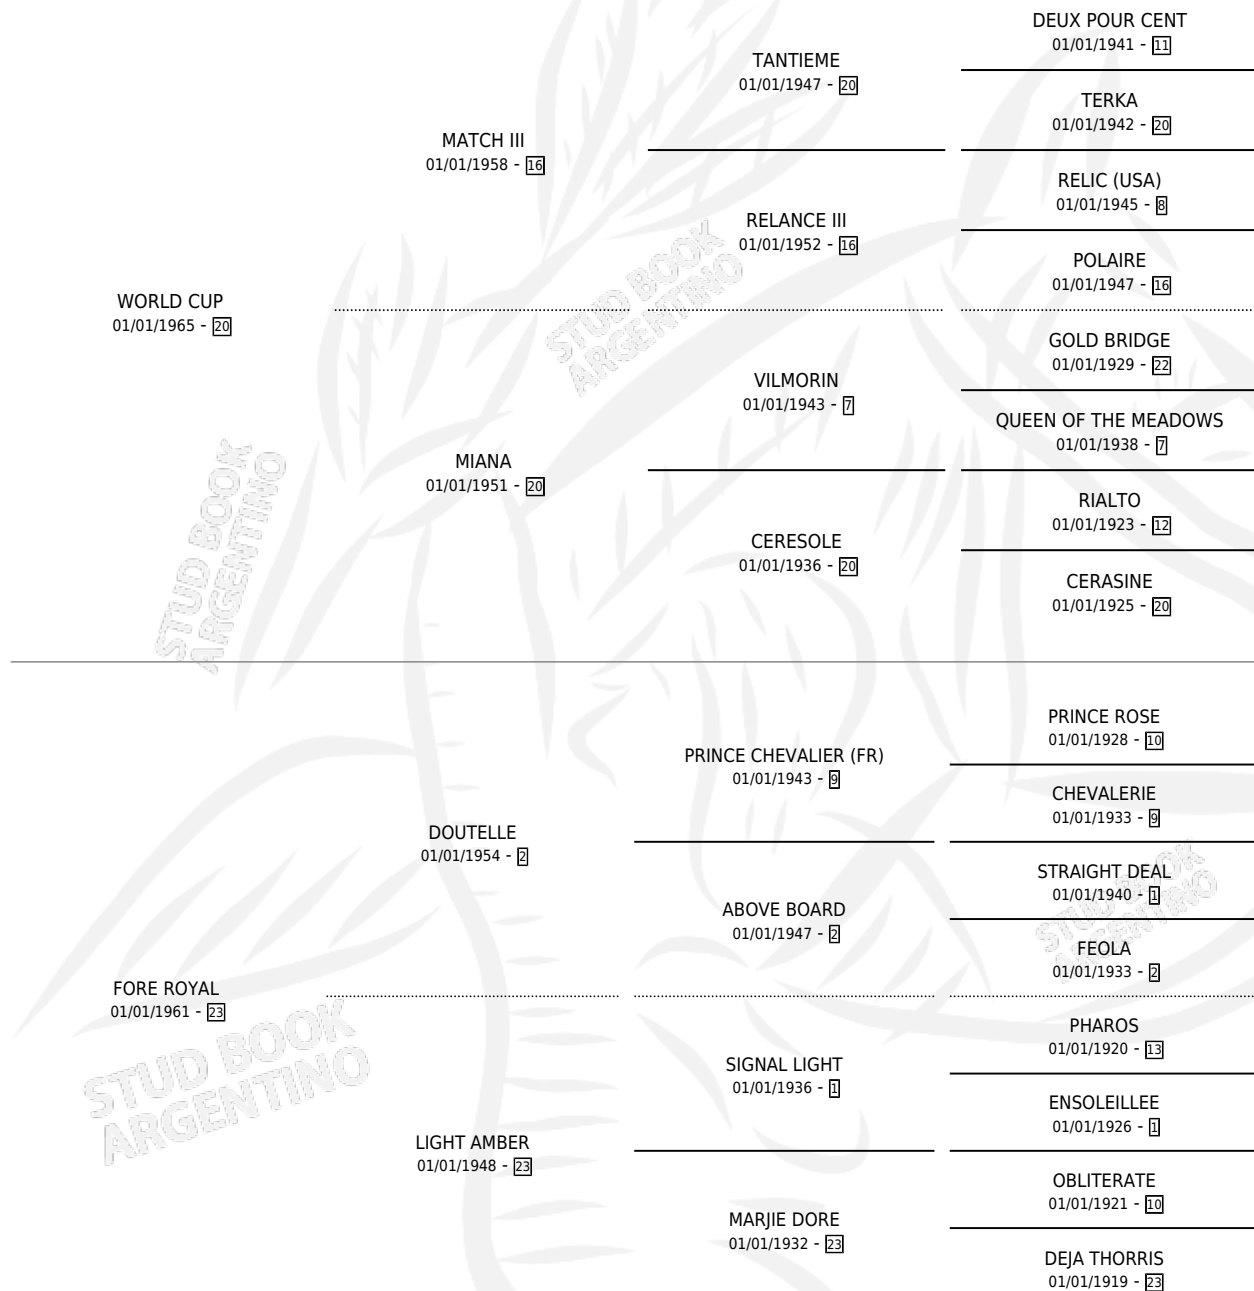 DEUX POUR CENT
01/01/1941 - 11
TANTIEME
01/01/1947 - 20
TERKA
01/01/1942 - 20
MATCH III
01/01/1958 - 16
RELIC (USA)
01/01/1945 - 8
RELANCE III
01/01/1952 - 16
POLAIRE
01/01/1947 - 16
WORLD CUP
01/01/1965 - 20
GOLD BRIDGE
01/01/1929 - 22
VILMORIN
01/01/1943 - 7
QUEEN OF THE MEADOWS
01/01/1938 - 7
MIANA
01/01/1951 - 20
RIALTO
01/01/1923 - 12
CERESOLE
01/01/1936 - 20
CERASINE
01/01/1925 - 20
PRINCE ROSE
01/01/1928 - 10
PRINCE CHEVALIER (FR)
01/01/1943 - 9
CHEVALERIE
01/01/1933 - 9
DOUTELLE
01/01/1954 - 2
STRAIGHT DEAL
01/01/1940 - 1
ABOVE BOARD
01/01/1947 - 2
FEOLA
01/01/1933 - 2
FORE ROYAL
01/01/1961 - 23
PHAROS
01/01/1920 - 13
SIGNAL LIGHT
01/01/1936 - 1
ENSOLEILLEE
01/01/1926 - 1
LIGHT AMBER
01/01/1948 - 23
OBLITERATE
01/01/1921 - 10
MARJIE DORE
01/01/1932 - 23
DEJA THORRIS
01/01/1919 - 23
STUD BOOK
ARGENTINO
STUD BOOK
ARGENTINO
STUD BOOK
ARGENTINO
STUD BOOK
ARGENTINO